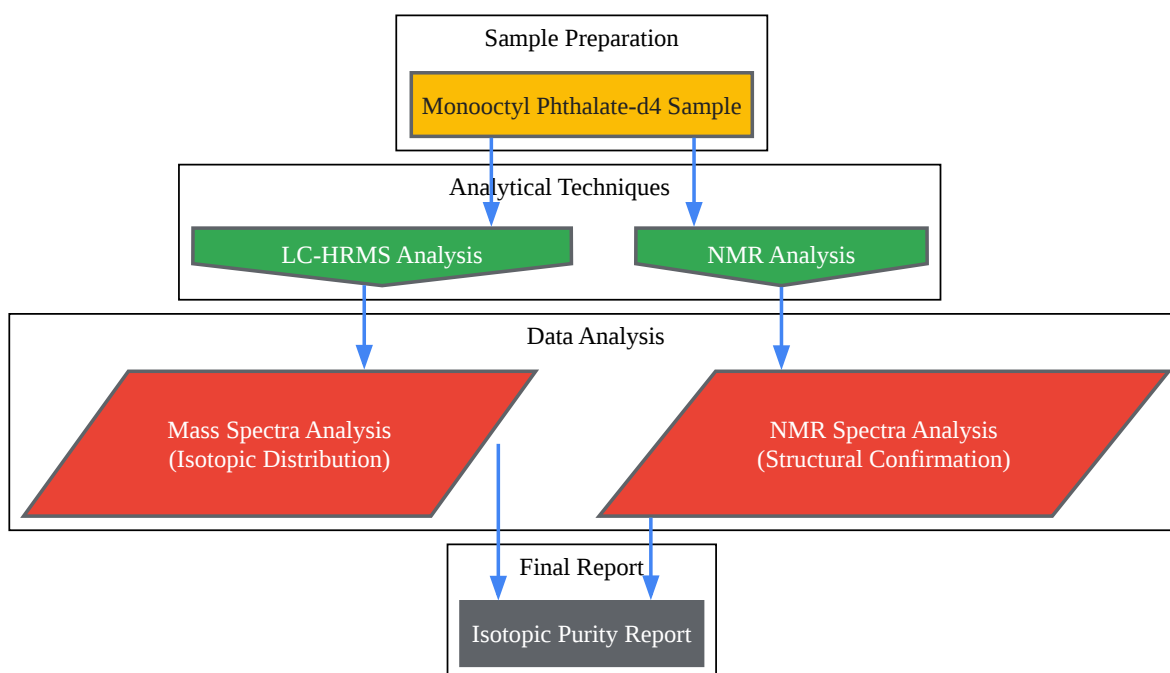 Sample Preparation
Monooctyl Phthalate-d4 Sample
Analytical Techniques
LC-HRMS Analysis
NMR Analysis
Data Analysis
Mass Spectra Analysis
(Isotopic Distribution)
NMR Spectra Analysis
(Structural Confirmation)
Final Report
Isotopic Purity Report